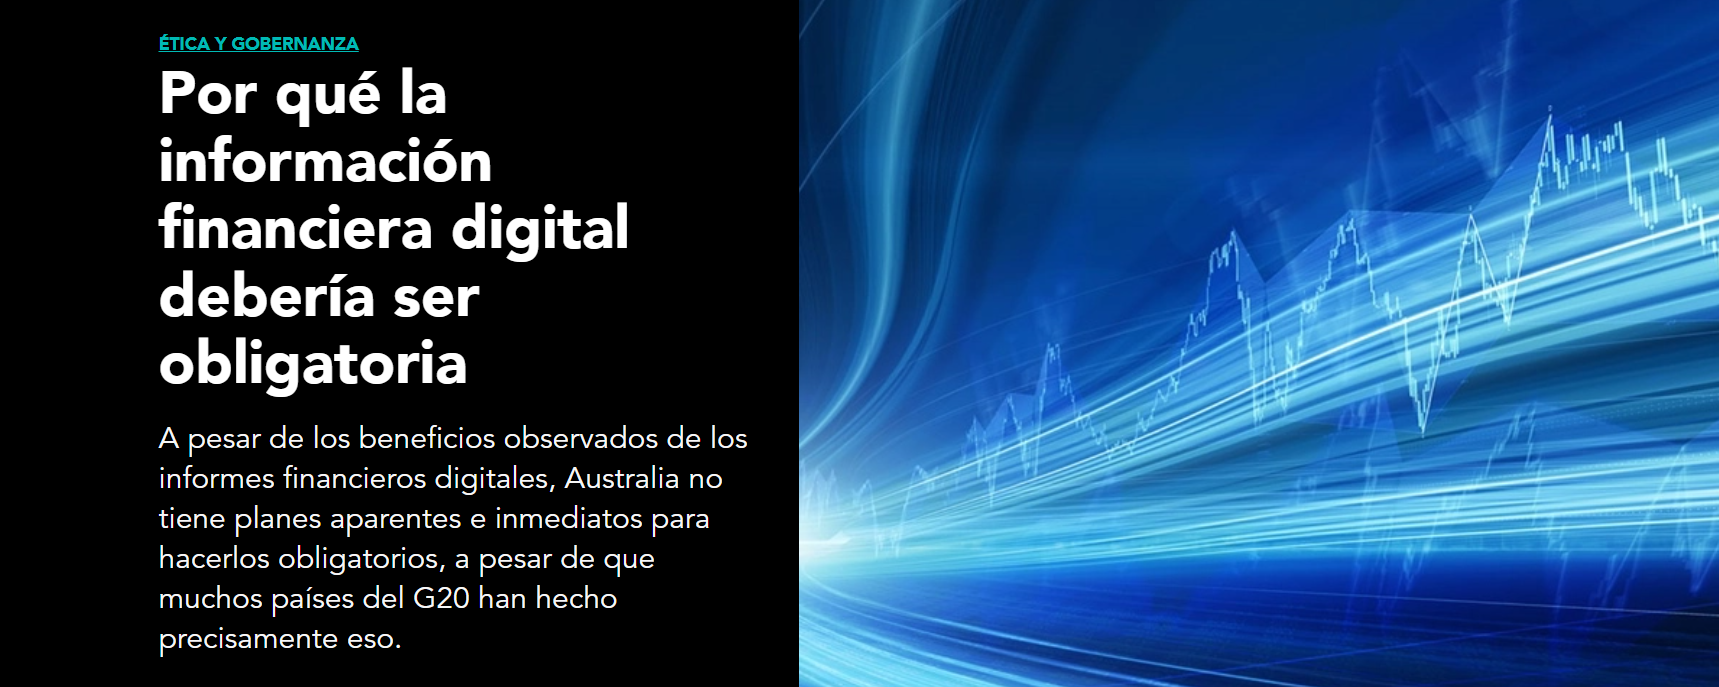 ÉTICA Y GOBERNANZA
Por qué la
información
financiera digital
debería ser
obligatoria
A pesar de los beneficios observados de los
informes financieros digitales, Australia no
tiene planes aparentes e inmediatos para
hacerlos obligatorios, a pesar de que
muchos países del G20 han hecho
precisamente eso.